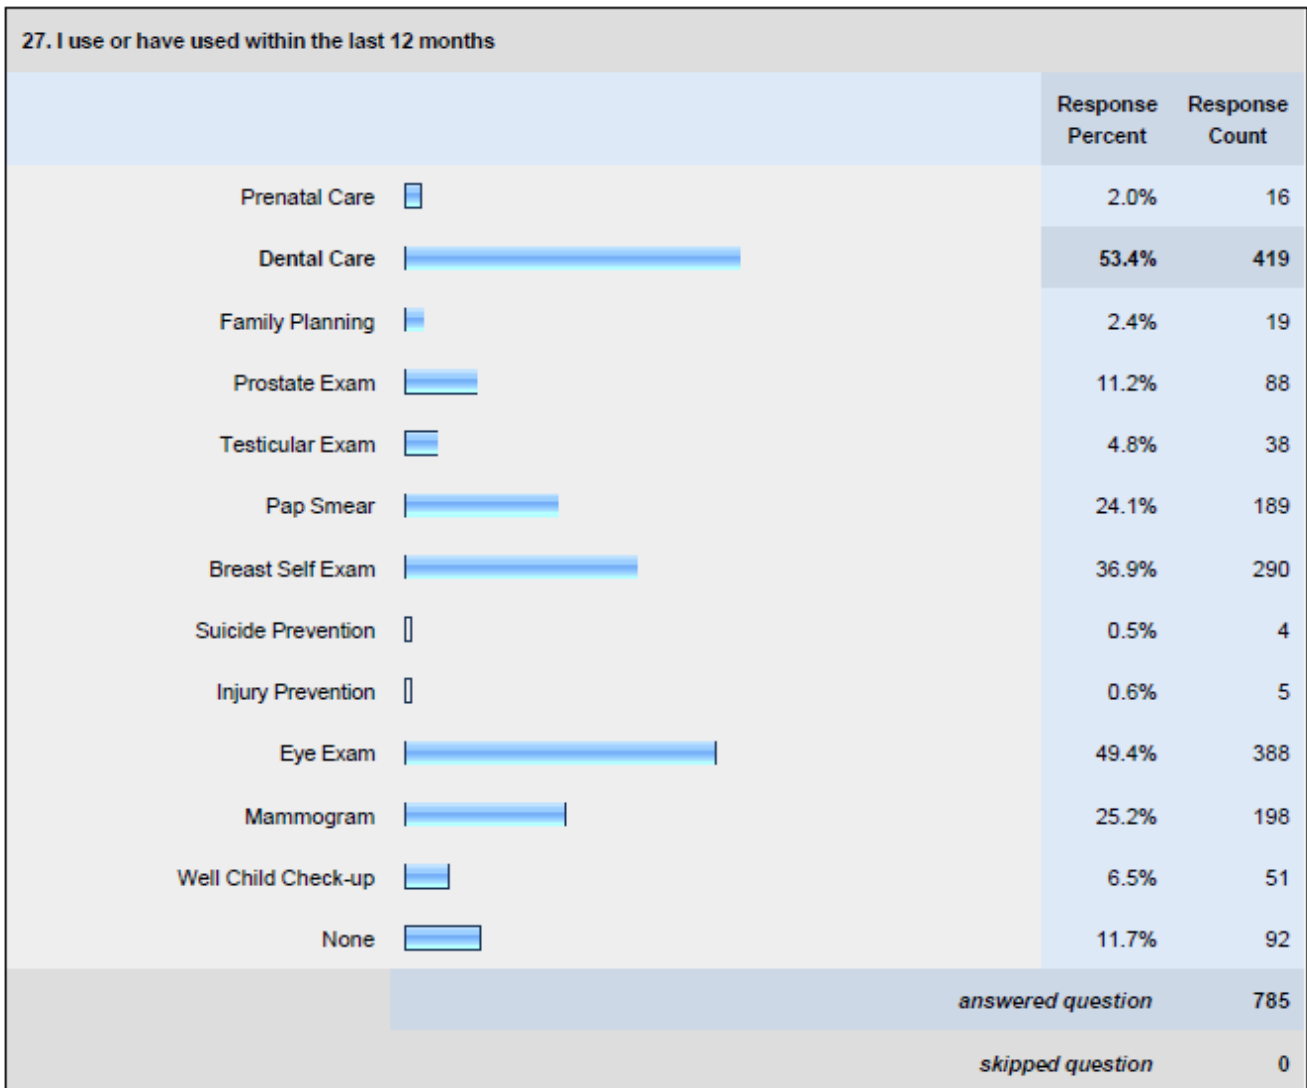 27. I use or have used within the last 12 months
Response Percent Response Count
Prenatal Care 2.0% 16
Dental Care 53.4% 419
Family Planning 2.4% 19
Prostate Exam 11.2% 88
Testicular Exam 4.8% 38
Pap Smear 24.1% 189
Breast Self Exam 36.9% 290
Suicide Prevention 0.5% 4
Injury Prevention 0.6% 5
Eye Exam 49.4% 388
Mammogram 25.2% 198
Well Child Check-up 6.5% 51
None 11.7% 92
answered question 785
skipped question 0